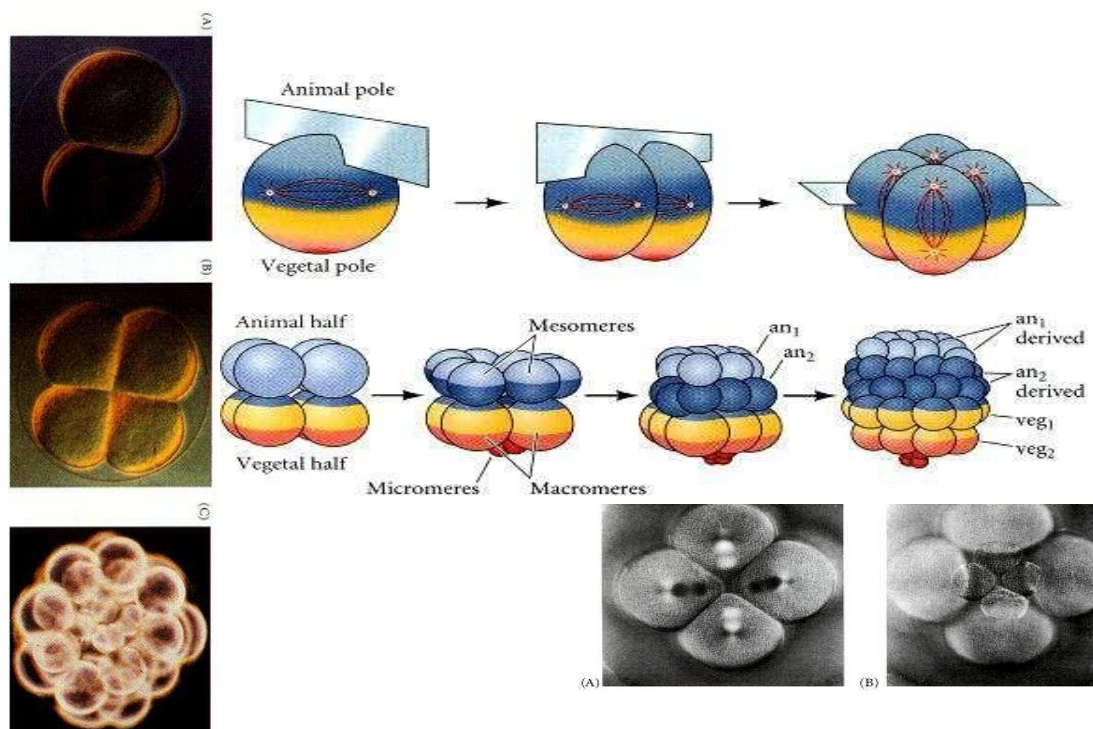 (A)
Animal pole
Vegetal pole
(B)
Animal half
Vegetal half
Mesomeres
Micromeres
Macromeres
an1
an2
an1
derived
an2
derived
veg1
veg2
(C)
(A)
(B)